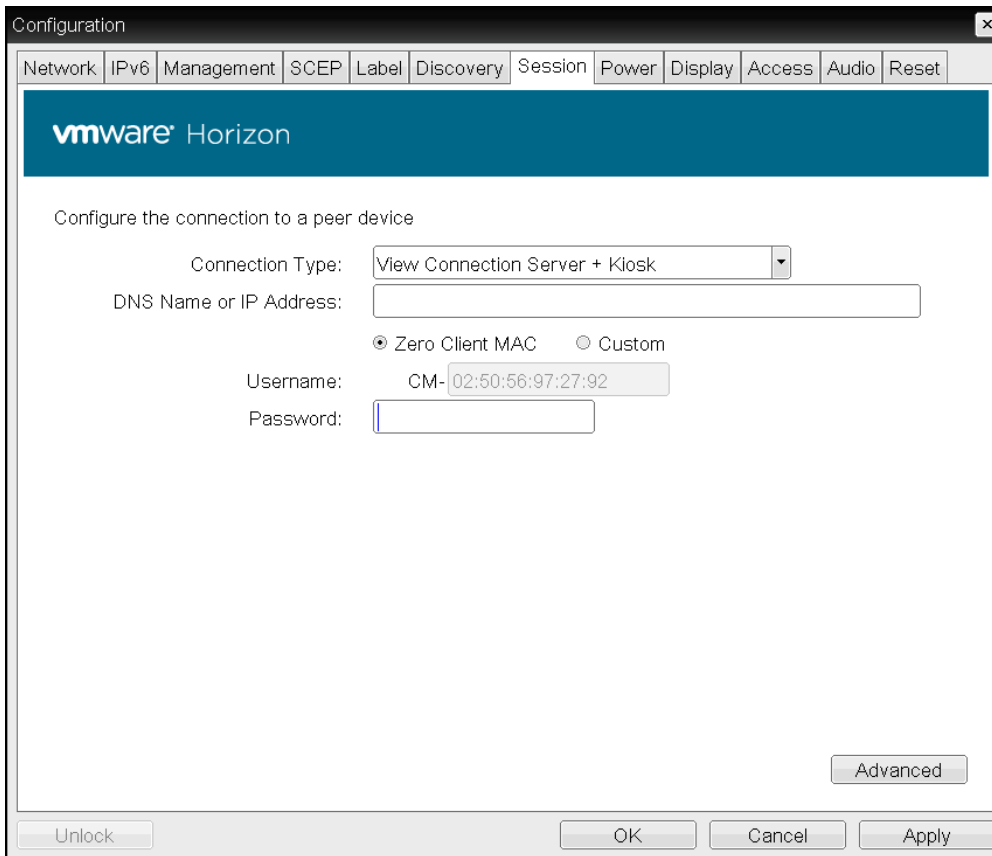 Configuration
Network IPv6 Management SCEP Label Discovery Session Power Display Access Audio Reset
vmware Horizon
Configure the connection to a peer device
Connection Type: View Connection Server + Kiosk
DNS Name or IP Address:
Zero Client MAC Custom
Username: CM- 02:50:56:97:27:92
Password:
Advanced
Unlock OK Cancel Apply